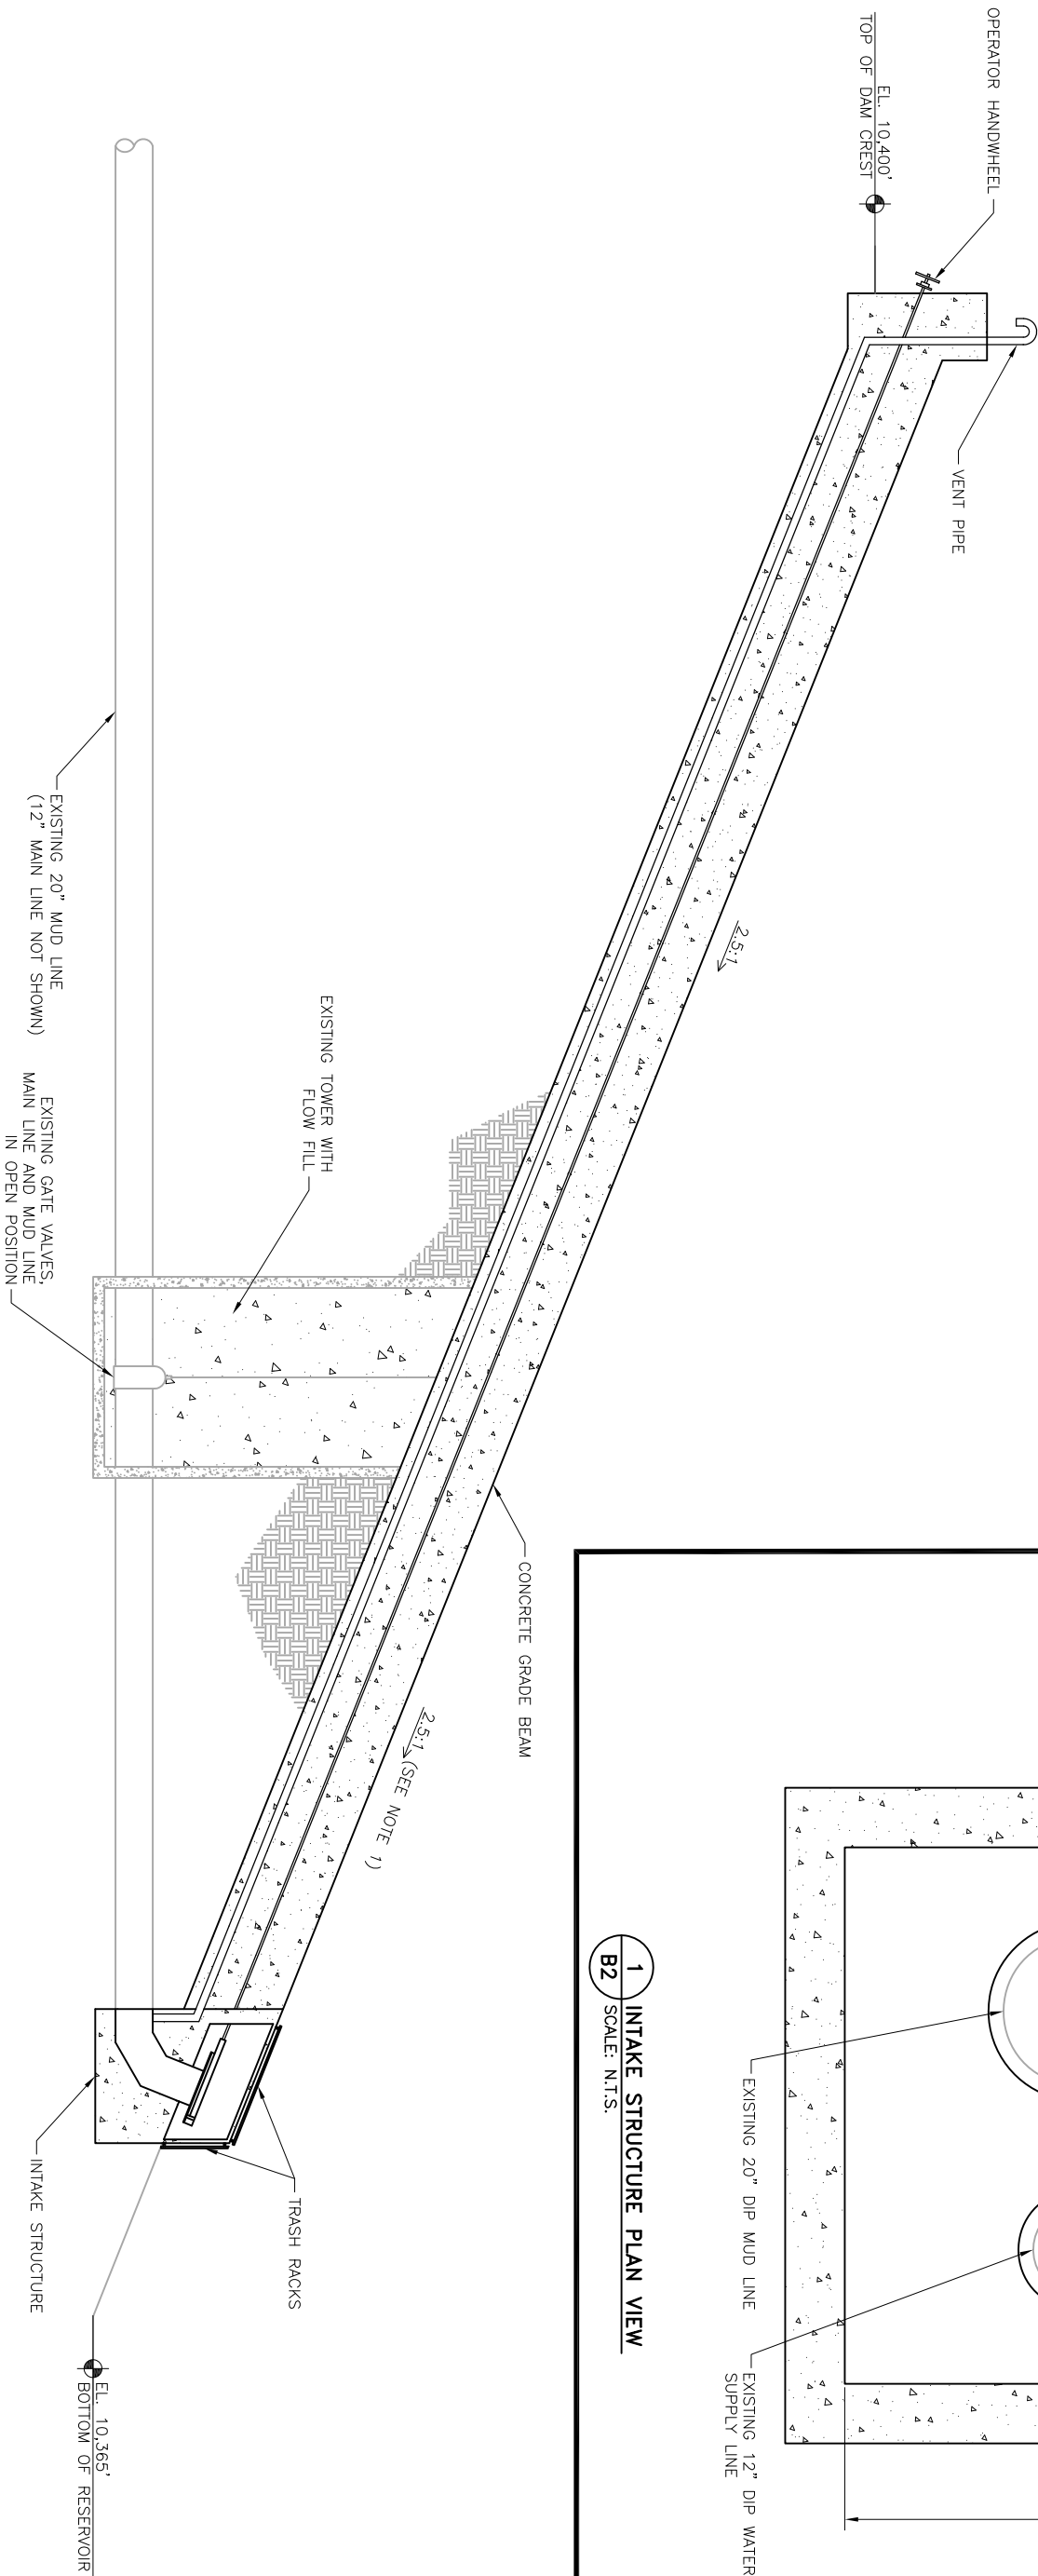 OPERATOR HANDWHEEL
VENT PIPE
EL. 10,400'
TOP OF DAM CREST
2.5:1
CONCRETE GRADE BEAM
2.5:1 (SEE NOTE 1)
EXISTING TOWER WITH
FLOW FILL
EXISTING 20" MUD LINE
(12" MAIN LINE NOT SHOWN)
EXISTING GATE VALVES,
MAIN LINE AND MUD LINE
IN OPEN POSITION
TRASH RACKS
INTAKE STRUCTURE
EL. 10,365'
BOTTOM OF RESERVOIR
EXISTING 20" DIP MUD LINE
EXISTING 12" DIP WATER
SUPPLY LINE
1
B2
INTAKE STRUCTURE PLAN VIEW
SCALE: N.T.S.